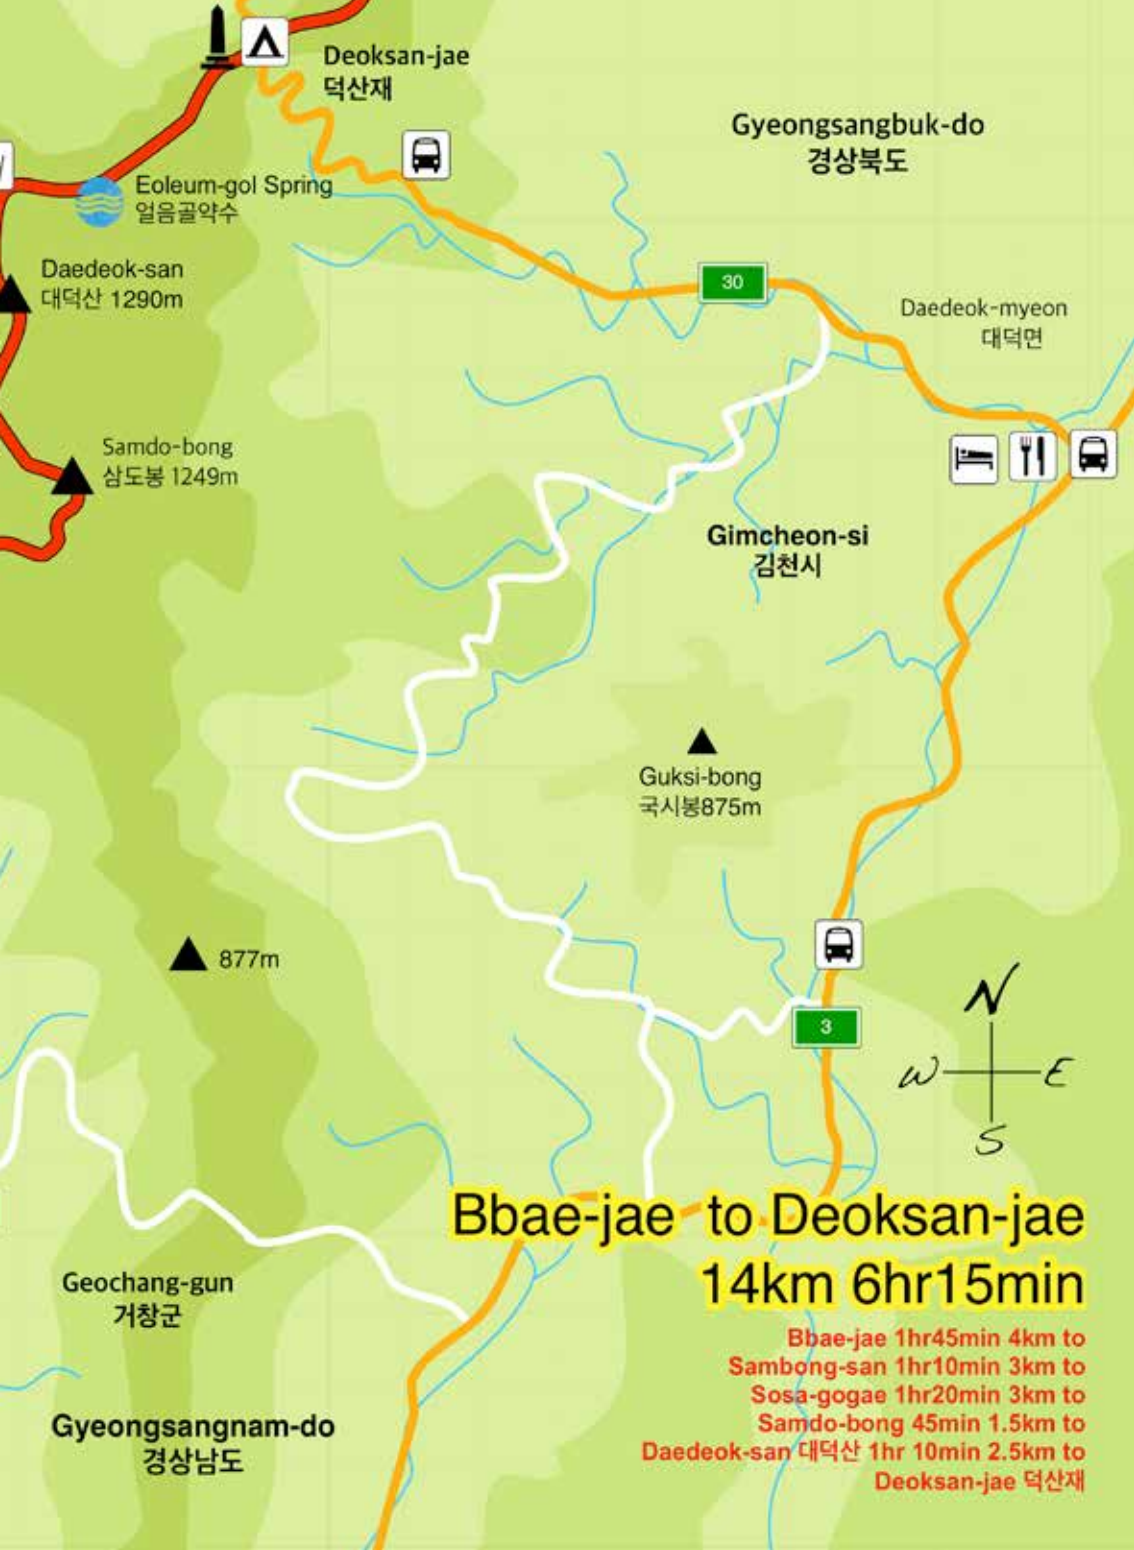 Deoksan-jae
덕산재
Gyeongsangbuk-do
경상북도
Eoleum-gol Spring
얼음골약수
Daedeok-san
대덕산 1290m
30
Daedeok-myeon
대덕면
Samdo-bong
삼도봉 1249m
Gimcheon-si
김천시
Guksi-bong
국시봉875m
877m
N
3
W E
S
Bbae-jae to Deoksan-jae
14km 6hr15min
Geochang-gun
거창군
Bbae-jae 1hr45min 4km to
Sambong-san 1hr10min 3km to
Sosa-gogae 1hr20min 3km to
Samdo-bong 45min 1.5km to
Daedeok-san 대덕산 1hr 10min 2.5km to
Deoksan-jae 덕산재
Gyeongsangnam-do
경상남도